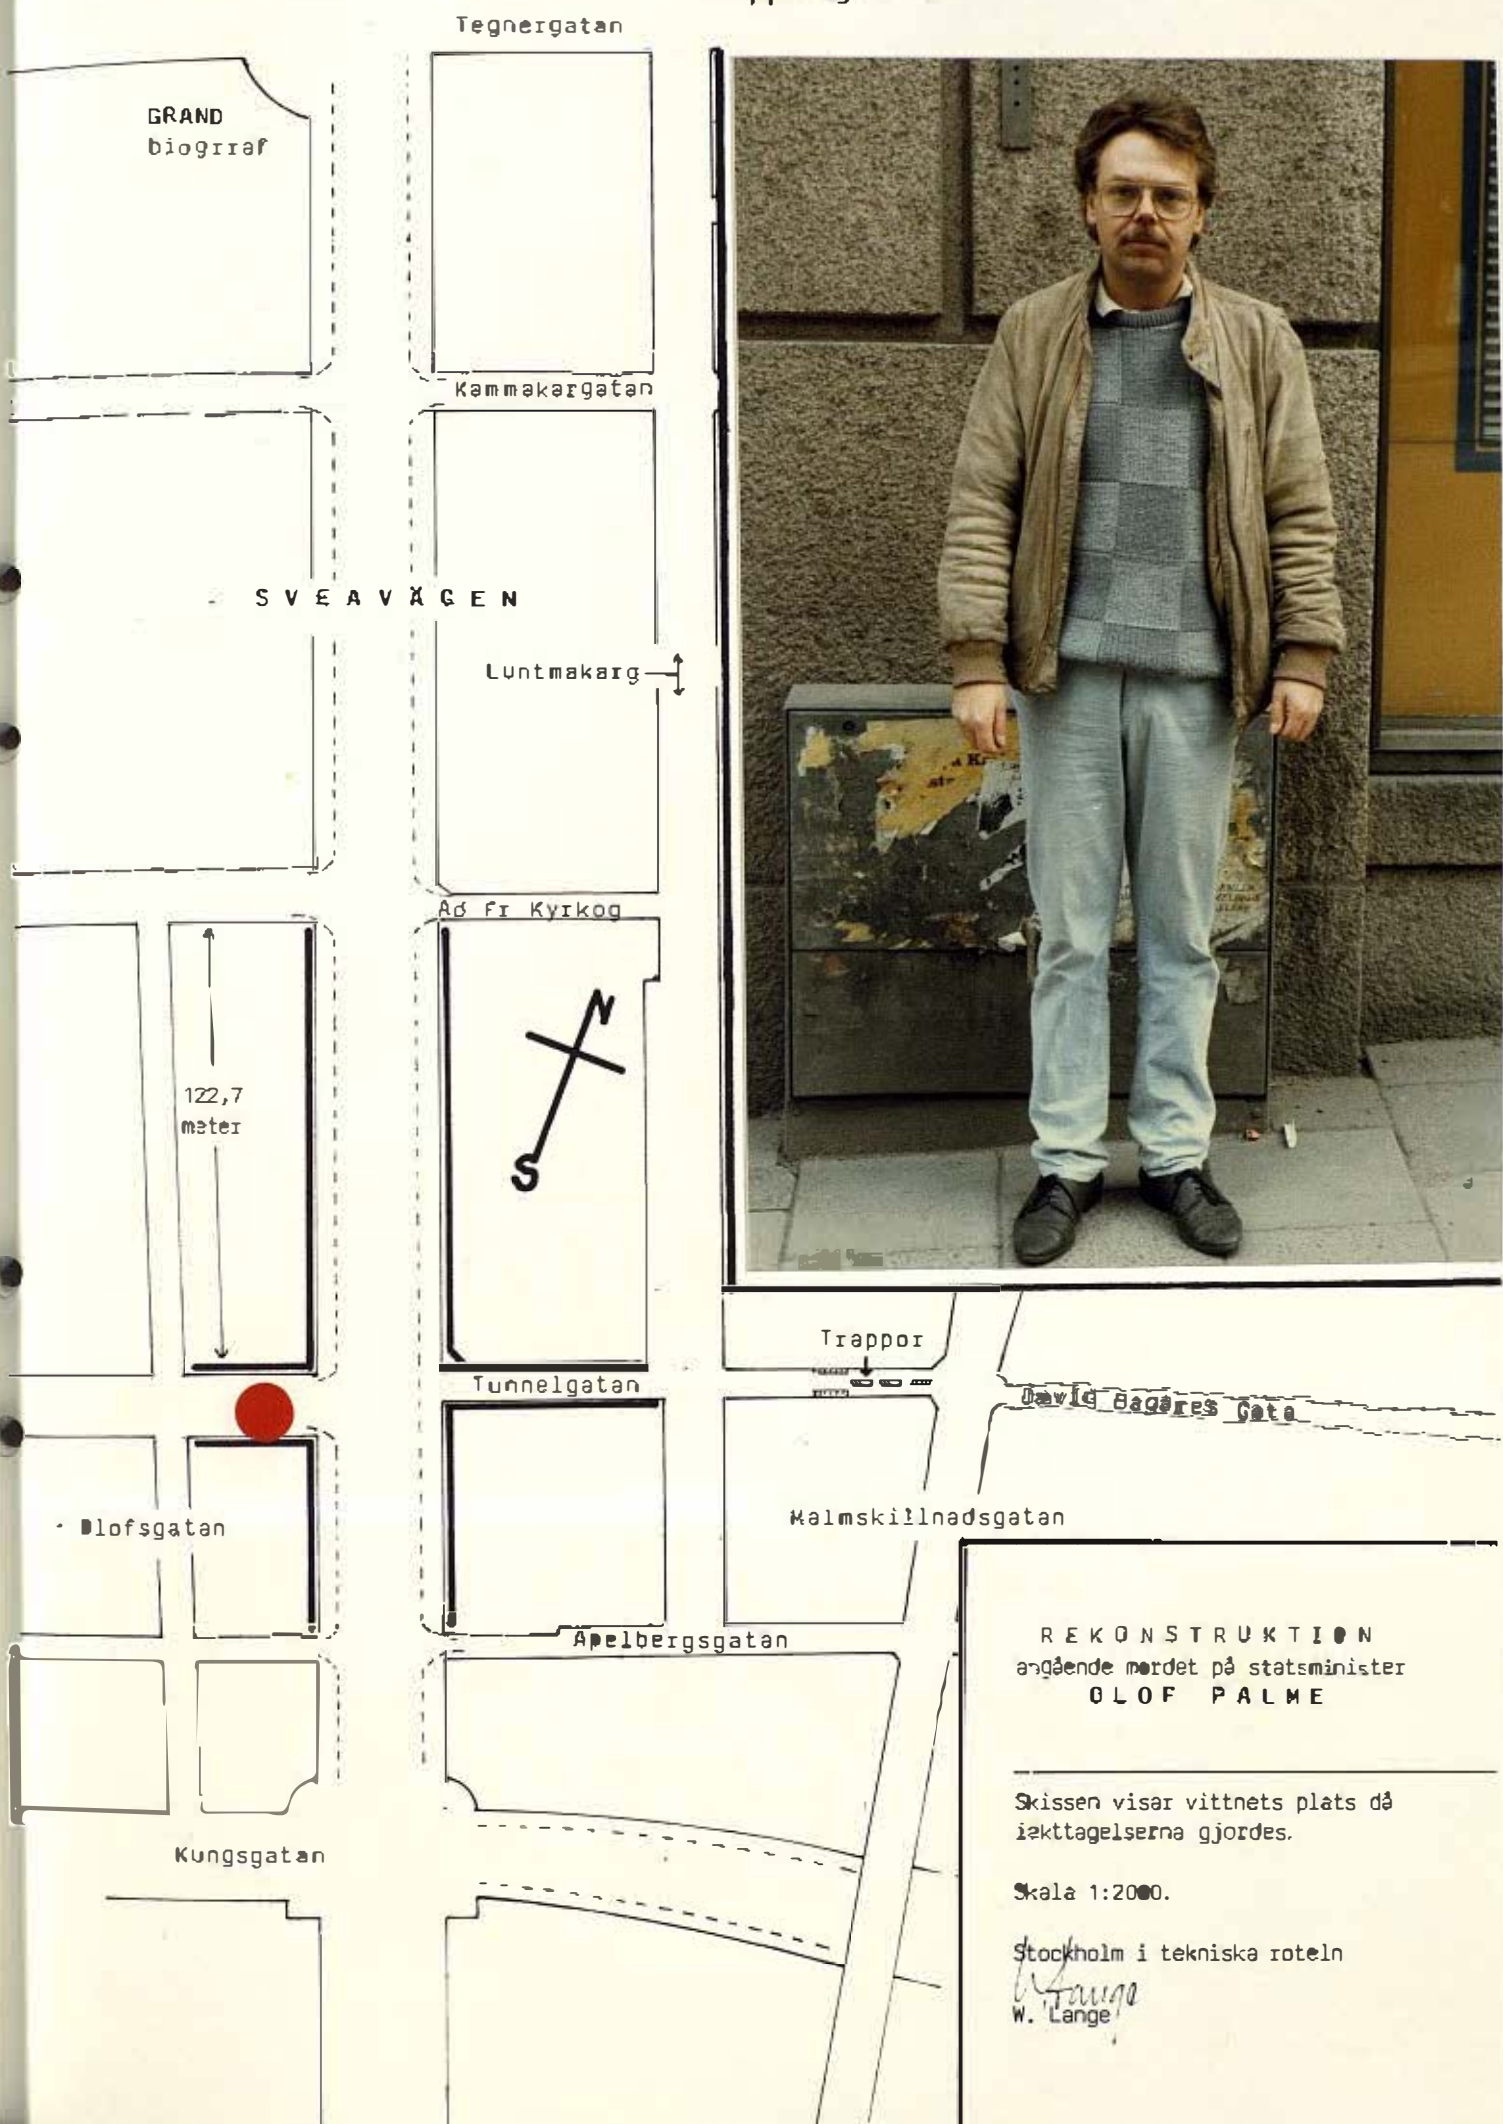 Tegnergatan
GRAND
biogrraf
Kammakargatan
SVEAVÄGEN
Luntmakarg
Ad Fr Kyrkog
N
S
122,7
meter
Trappor
Tunnelgatan
David Bagares Gata
Olofsgatan
Malmskillnadsgatan
Apelbergsgatan
Kungsgatan
REKONSTRUKTION
angående mordet på statsminister
OLOF PALME
Skissen visar vittnets plats då
iakttagelserna gjordes.
Skala 1:2000.
Stockholm i tekniska roteln
W. Lange